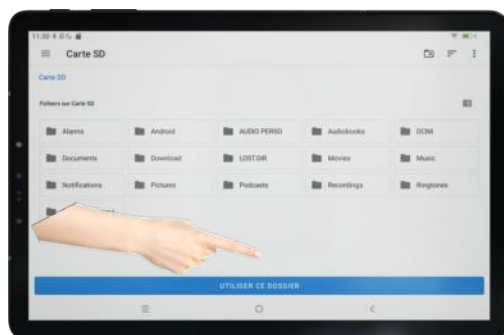 Carte SD
Carte SD
Fichiers sur Carte SD
Alarms
Android
AUDIO PERSO
Audiobooks
DCIM
Documents
Download
LOST.DIR
Movies
Music
Notifications
Pictures
Podcasts
Recordings
Ringtones
UTILISER CE DOSSIER